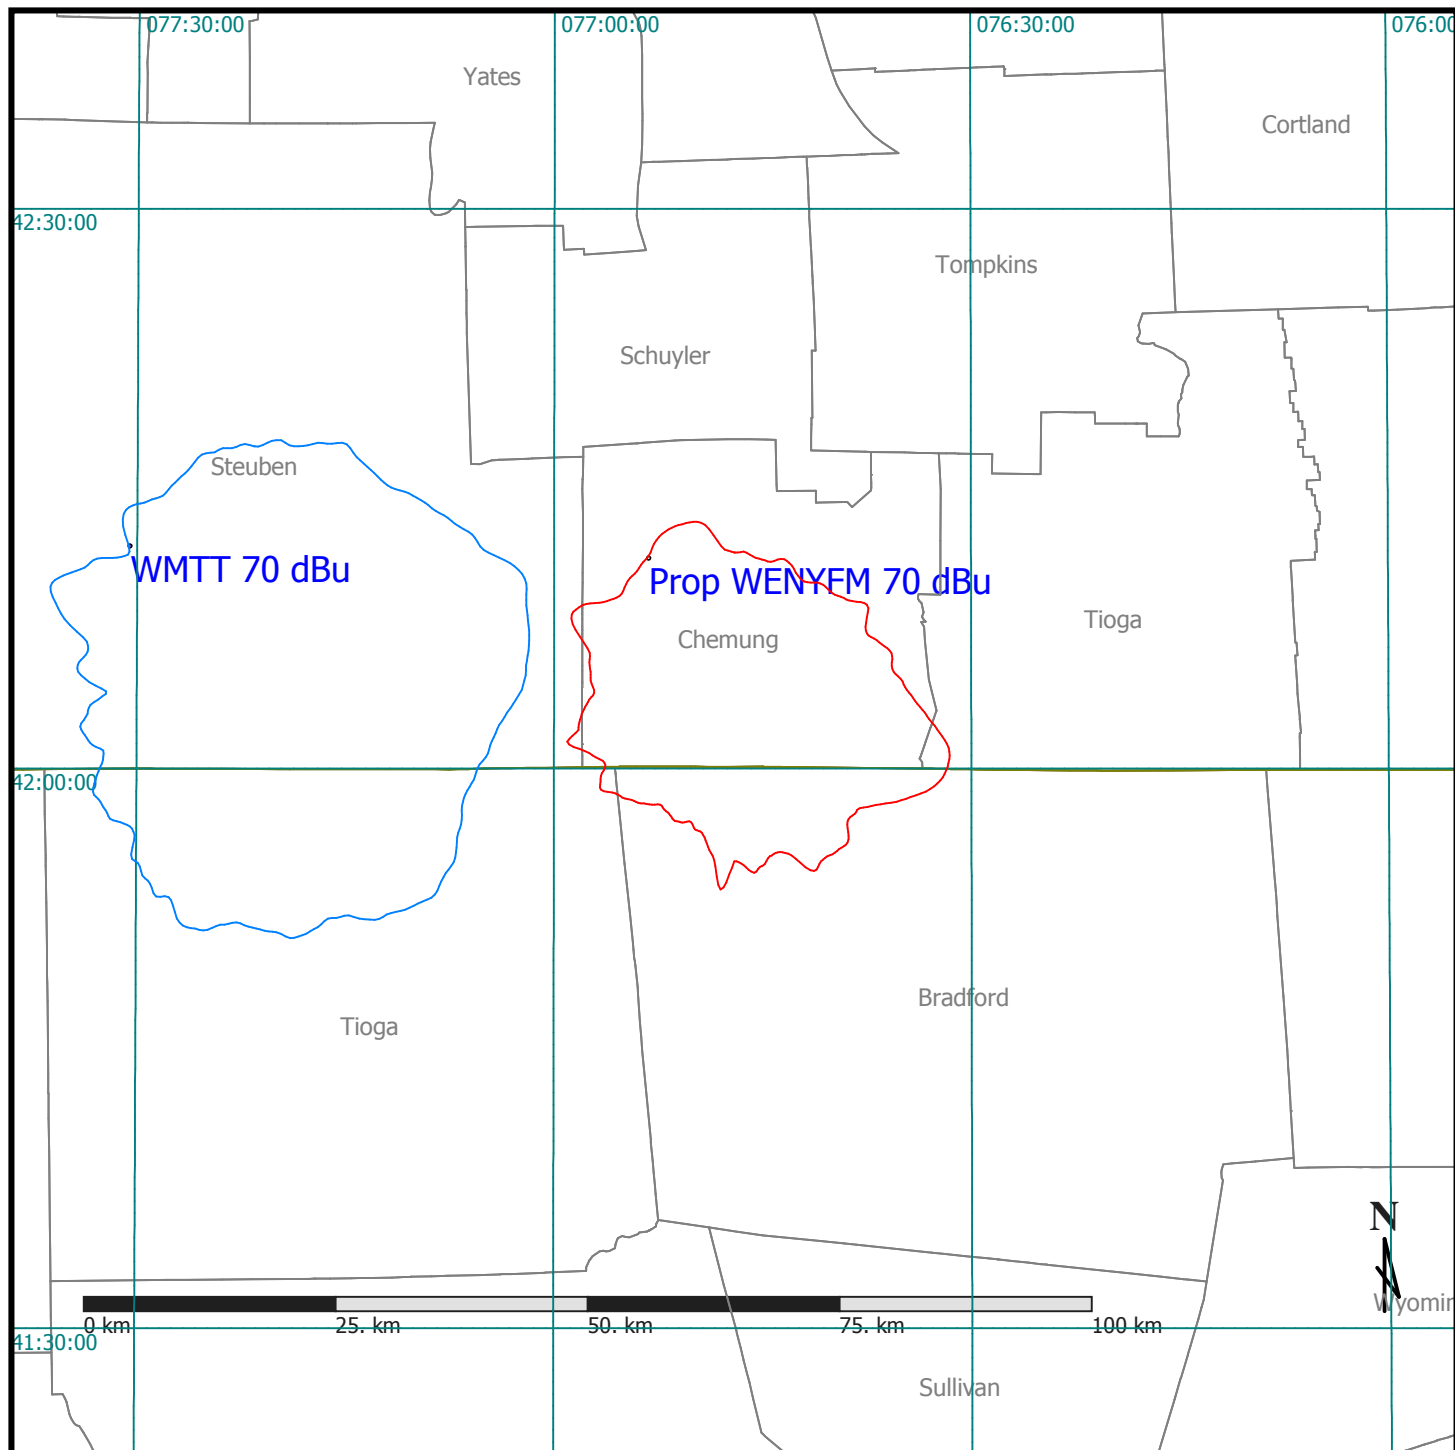 077:30:00
077:00:00
076:30:00
076:00
Yates
Cortland
42:30:00
Tompkins
Schuyler
Steuben
WMTT 70 dBu
Prop WENYFM 70 dBu
Tioga
Chemung
42:00:00
Bradford
Tioga
N
Wyomin
0 km
25. km
50. km
75. km
100 km
41:30:00
Sullivan